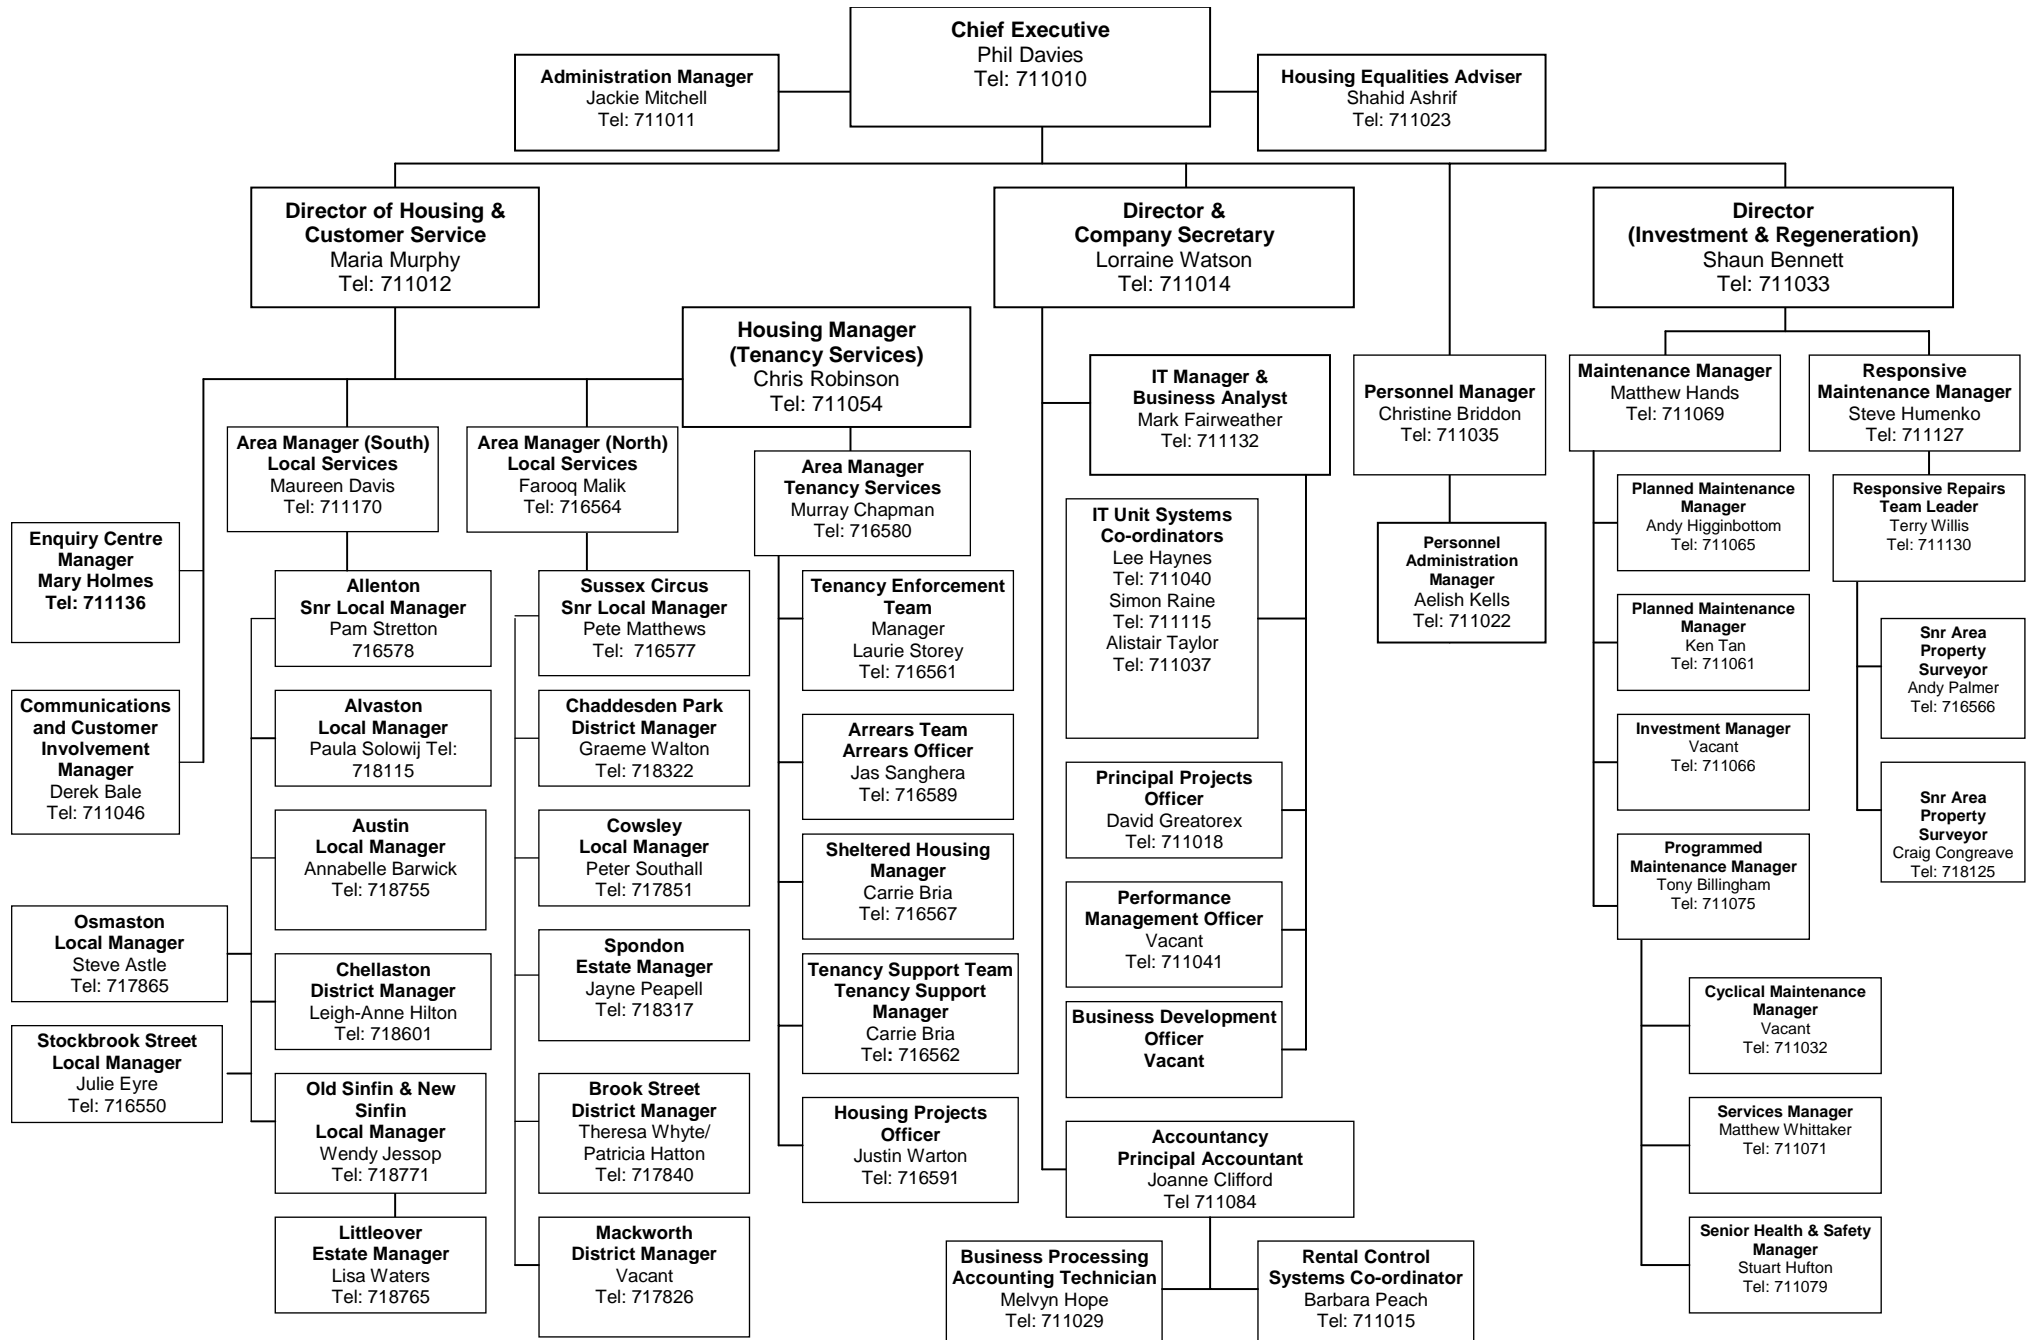 Chief Executive
Phil Davies
Tel: 711010
Administration Manager
Jackie Mitchell
Tel: 711011
Housing Equalities Adviser
Shahid Ashrif
Tel: 711023
Director of Housing &
Customer Service
Maria Murphy
Tel: 711012
Director &
Company Secretary
Lorraine Watson
Tel: 711014
Director
(Investment & Regeneration)
Shaun Bennett
Tel: 711033
Housing Manager
(Tenancy Services)
Chris Robinson
Tel: 711054
IT Manager &
Business Analyst
Mark Fairweather
Tel: 711132
Personnel Manager
Christine Briddon
Tel: 711035
Maintenance Manager
Matthew Hands
Tel: 711069
Responsive
Maintenance Manager
Steve Humenko
Tel: 711127
Area Manager (South)
Local Services
Maureen Davis
Tel: 711170
Area Manager (North)
Local Services
Farooq Malik
Tel: 716564
Area Manager
Tenancy Services
Murray Chapman
Tel: 716580
Enquiry Centre
Manager
Mary Holmes
Tel: 711136
Communications
and Customer
Involvement
Manager
Derek Bale
Tel: 711046
Osmaston
Local Manager
Steve Astle
Tel: 717865
Stockbrook Street
Local Manager
Julie Eyre
Tel: 716550
Allenton
Snr Local Manager
Pam Stretton
716578
Alvaston
Local Manager
Paula Solowij Tel:
718115
Austin
Local Manager
Annabelle Barwick
Tel: 718755
Chellaston
District Manager
Leigh-Anne Hilton
Tel: 718601
Old Sinfin & New
Sinfin
Local Manager
Wendy Jessop
Tel: 718771
Littleover
Estate Manager
Lisa Waters
Tel: 718765
Sussex Circus
Snr Local Manager
Pete Matthews
Tel: 716577
Chaddesden Park
District Manager
Graeme Walton
Tel: 718322
Cowsley
Local Manager
Peter Southall
Tel: 717851
Spondon
Estate Manager
Jayne Peapell
Tel: 718317
Brook Street
District Manager
Theresa Whyte/
Patricia Hatton
Tel: 717840
Mackworth
District Manager
Vacant
Tel: 717826
Tenancy Enforcement
Team
Manager
Laurie Storey
Tel: 716561
Arrears Team
Arrears Officer
Jas Sanghera
Tel: 716589
Sheltered Housing
Manager
Carrie Bria
Tel: 716567
Tenancy Support Team
Tenancy Support
Manager
Carrie Bria
Tel: 716562
Housing Projects
Officer
Justin Warton
Tel: 716591
IT Unit Systems
Co-ordinators
Lee Haynes
Tel: 711040
Simon Raine
Tel: 711115
Alistair Taylor
Tel: 711037
Principal Projects
Officer
David Greatorex
Tel: 711018
Performance
Management Officer
Vacant
Tel: 711041
Business Development
Officer
Vacant
Accountancy
Principal Accountant
Joanne Clifford
Tel 711084
Business Processing
Accounting Technician
Melvyn Hope
Tel: 711029
Rental Control
Systems Co-ordinator
Barbara Peach
Tel: 711015
Personnel
Administration
Manager
Aelish Kells
Tel: 711022
Planned Maintenance
Manager
Andy Higginbottom
Tel: 711065
Planned Maintenance
Manager
Ken Tan
Tel: 711061
Investment Manager
Vacant
Tel: 711066
Programmed
Maintenance Manager
Tony Billingham
Tel: 711075
Cyclical Maintenance
Manager
Vacant
Tel: 711032
Services Manager
Matthew Whittaker
Tel: 711071
Senior Health & Safety
Manager
Stuart Hufton
Tel: 711079
Responsive Repairs
Team Leader
Terry Willis
Tel: 711130
Snr Area
Property
Surveyor
Andy Palmer
Tel: 716566
Snr Area
Property
Surveyor
Craig Congreave
Tel: 718125